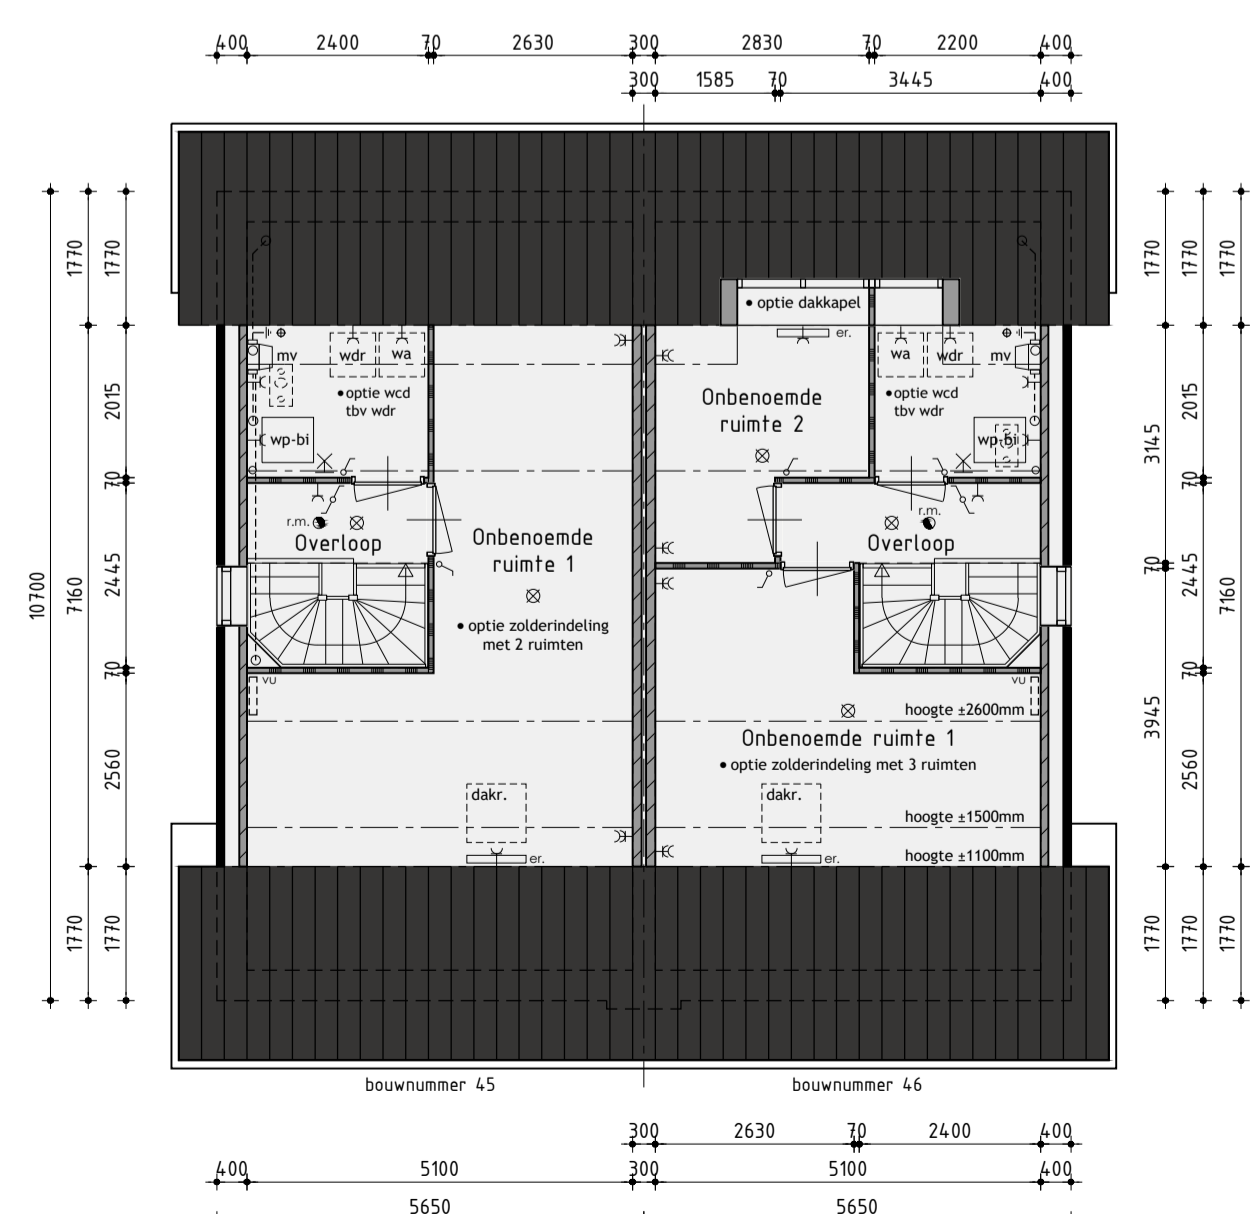 400 2400 70 2630 300 2830 70 2200 400
300 1585 70 3445 400
1770 1770
1770 1770 1770
optie dakkapel
er.
mv wdr wa
wa wdr mv
optie wcd
tbv wdr
optie wcd
tbv wdr
Onbenoemde
ruimte 2
wp-bi
wp-bi
2015
3145 2015
70
70
r.m.
r.m.
Overloop
Overloop
Onbenoemde
ruimte 1
optie zolderindeling
met 2 ruimten
10700 7160 2445
70 2445 7160
70
70
vu
vu
hoogte ±2600mm
3945
Onbenoemde ruimte 1
optie zolderindeling met 3 ruimten
2560
2560
dakr.
dakr.
hoogte ±1500mm
er.
er.
hoogte ±1100mm
1770 1770
1770 1770 1770
bouwnummer 45
bouwnummer 46
300 2630 70 2400 400
400 5100 300 5100 400
5650 5650